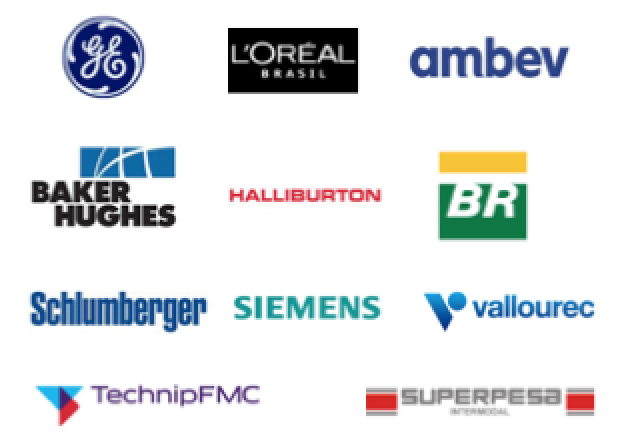 GE
L'ORÉAL
BRASIL
ambev
BAKER
HUGHES
HALLIBURTON
BR
Schlumberger
SIEMENS
vallourec
TechnipFMC
SUPERPESA
INTERMODAL